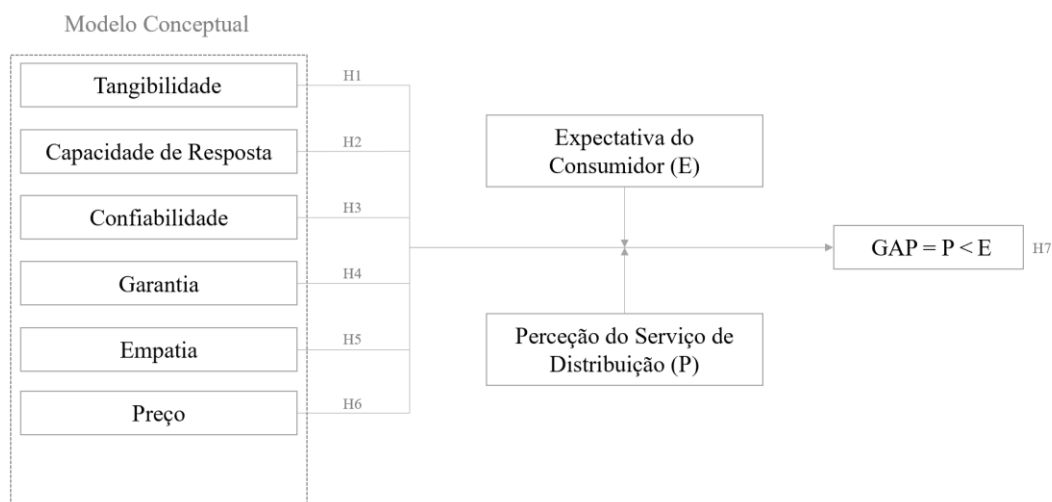 Modelo Conceptual
Tangibilidade
H1
Capacidade de Resposta
H2
Confiabilidade
H3
Garantia
H4
Empatia
H5
Preço
H6
Expectativa do
Consumidor (E)
Perceção do Serviço de
Distribuição (P)
GAP = P < E
H7